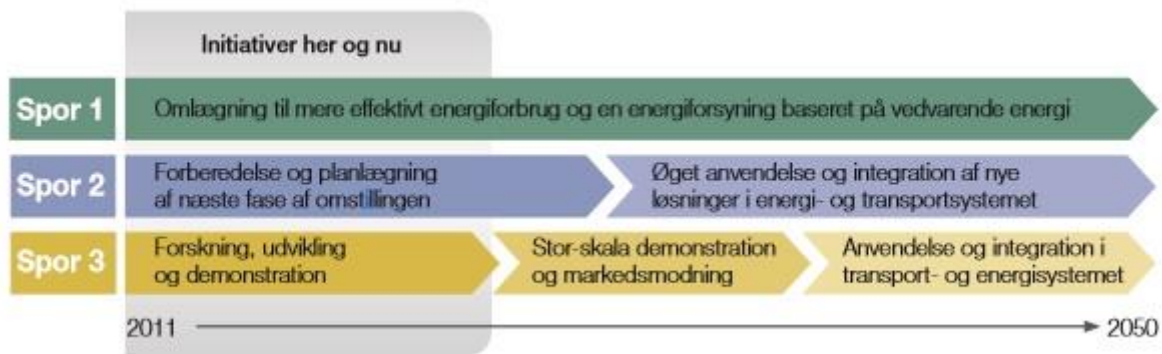 Initiativer her og nu
Spor 1
Omlægning til mere effektivt energiforbrug og en energiforsyning baseret på vedvarende energi
Spor 2
Forberedelse og planlægning
af næste fase af omstillingen
Øget anvendelse og integration af nye
løsninger i energi- og transportsystemet
Spor 3
Forskning, udvikling
og demonstration
Stor-skala demonstration
og markedsmodning
Anvendelse og integration i
transport- og energisystemet
2011
2050